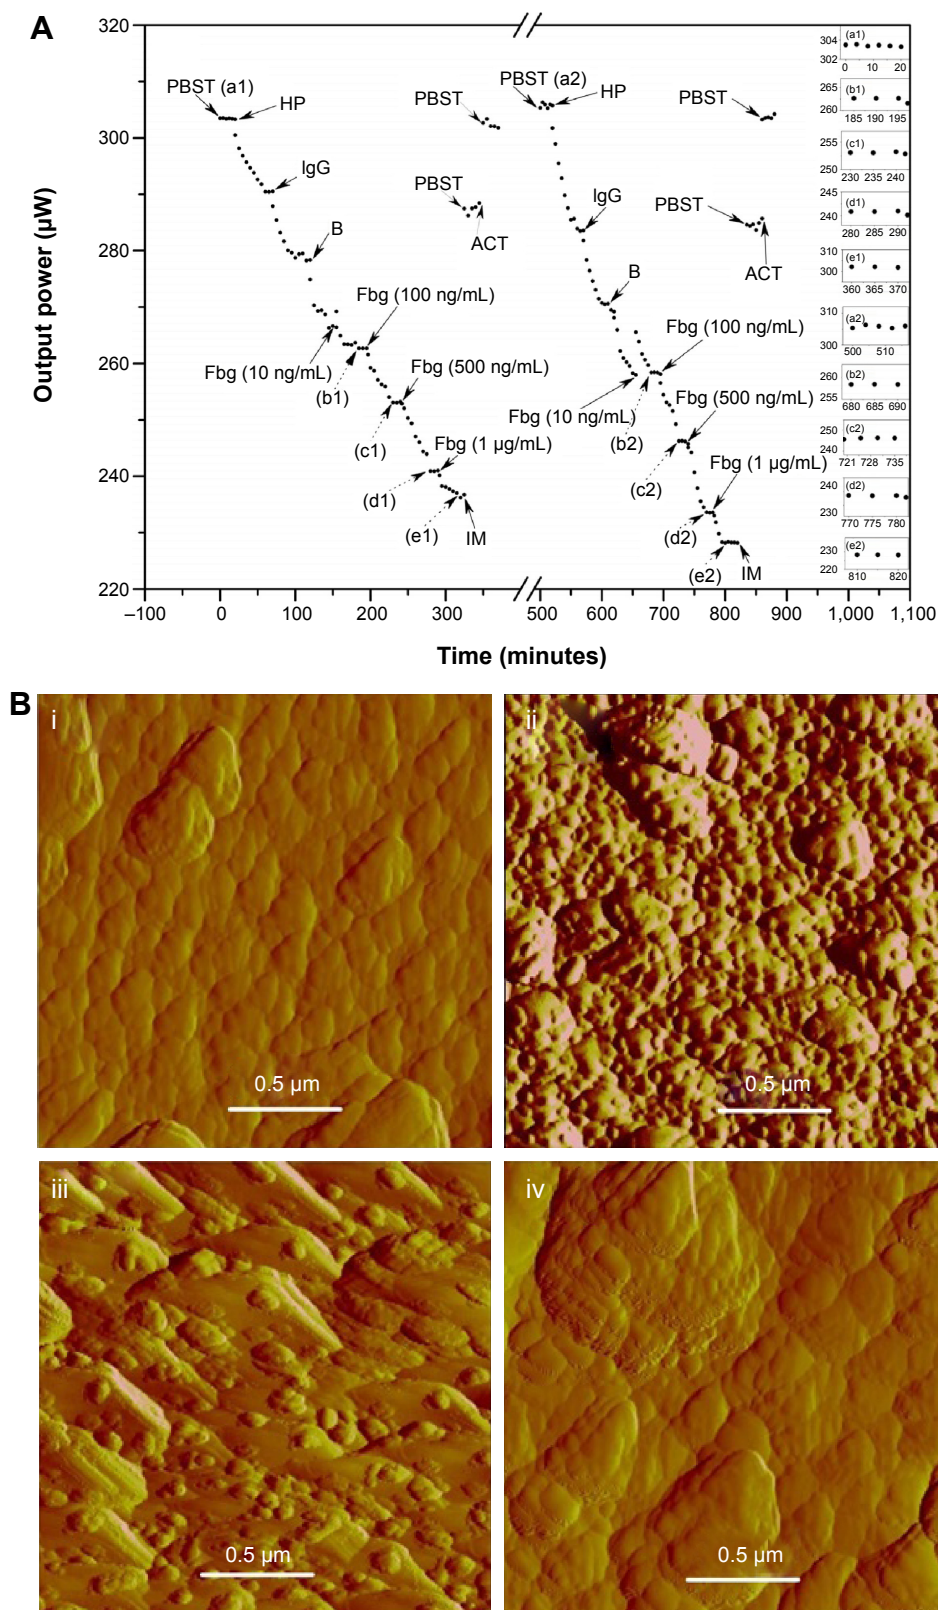 A
320
300
280
260
240
220
Output power (µW)
PBST (a1)
HP
IgG
B
Fbg (100 ng/mL)
Fbg (10 ng/mL)
(b1)
Fbg (500 ng/mL)
(c1)
Fbg (1 µg/mL)
(d1)
(e1)
IM
PBST
PBST
ACT
PBST (a2)
HP
IgG
B
Fbg (100 ng/mL)
Fbg (10 ng/mL)
(b2)
Fbg (500 ng/mL)
(c2)
Fbg (1 µg/mL)
(d2)
(e2)
IM
PBST
PBST
ACT
304
302
(a1)
0 10 20
265
260
(b1)
185 190 195
255
250
(c1)
230 235 240
245
240
(d1)
280 285 290
310
300
(e1)
360 365 370
310
300
(a2)
500 510
260
255
(b2)
680 685 690
250
240
(c2)
721 728 735
240
230
(d2)
770 775 780
230
220
(e2)
810 820
–100 0 100 200 300 500 600 700 800 900 1,000 1,100
Time (minutes)
B
i
0.5 µm
ii
0.5 µm
iii
0.5 µm
iv
0.5 µm